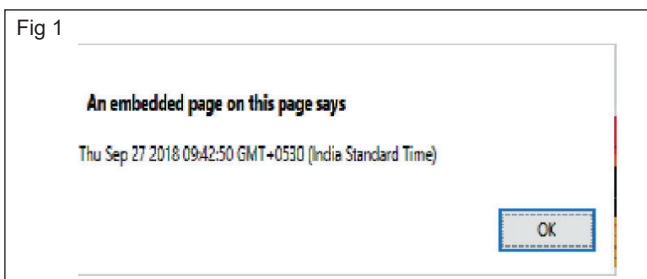 Fig 1
An embedded page on this page says
Thu Sep 27 2018 09:42:50 GMT+0530 (India Standard Time)
OK